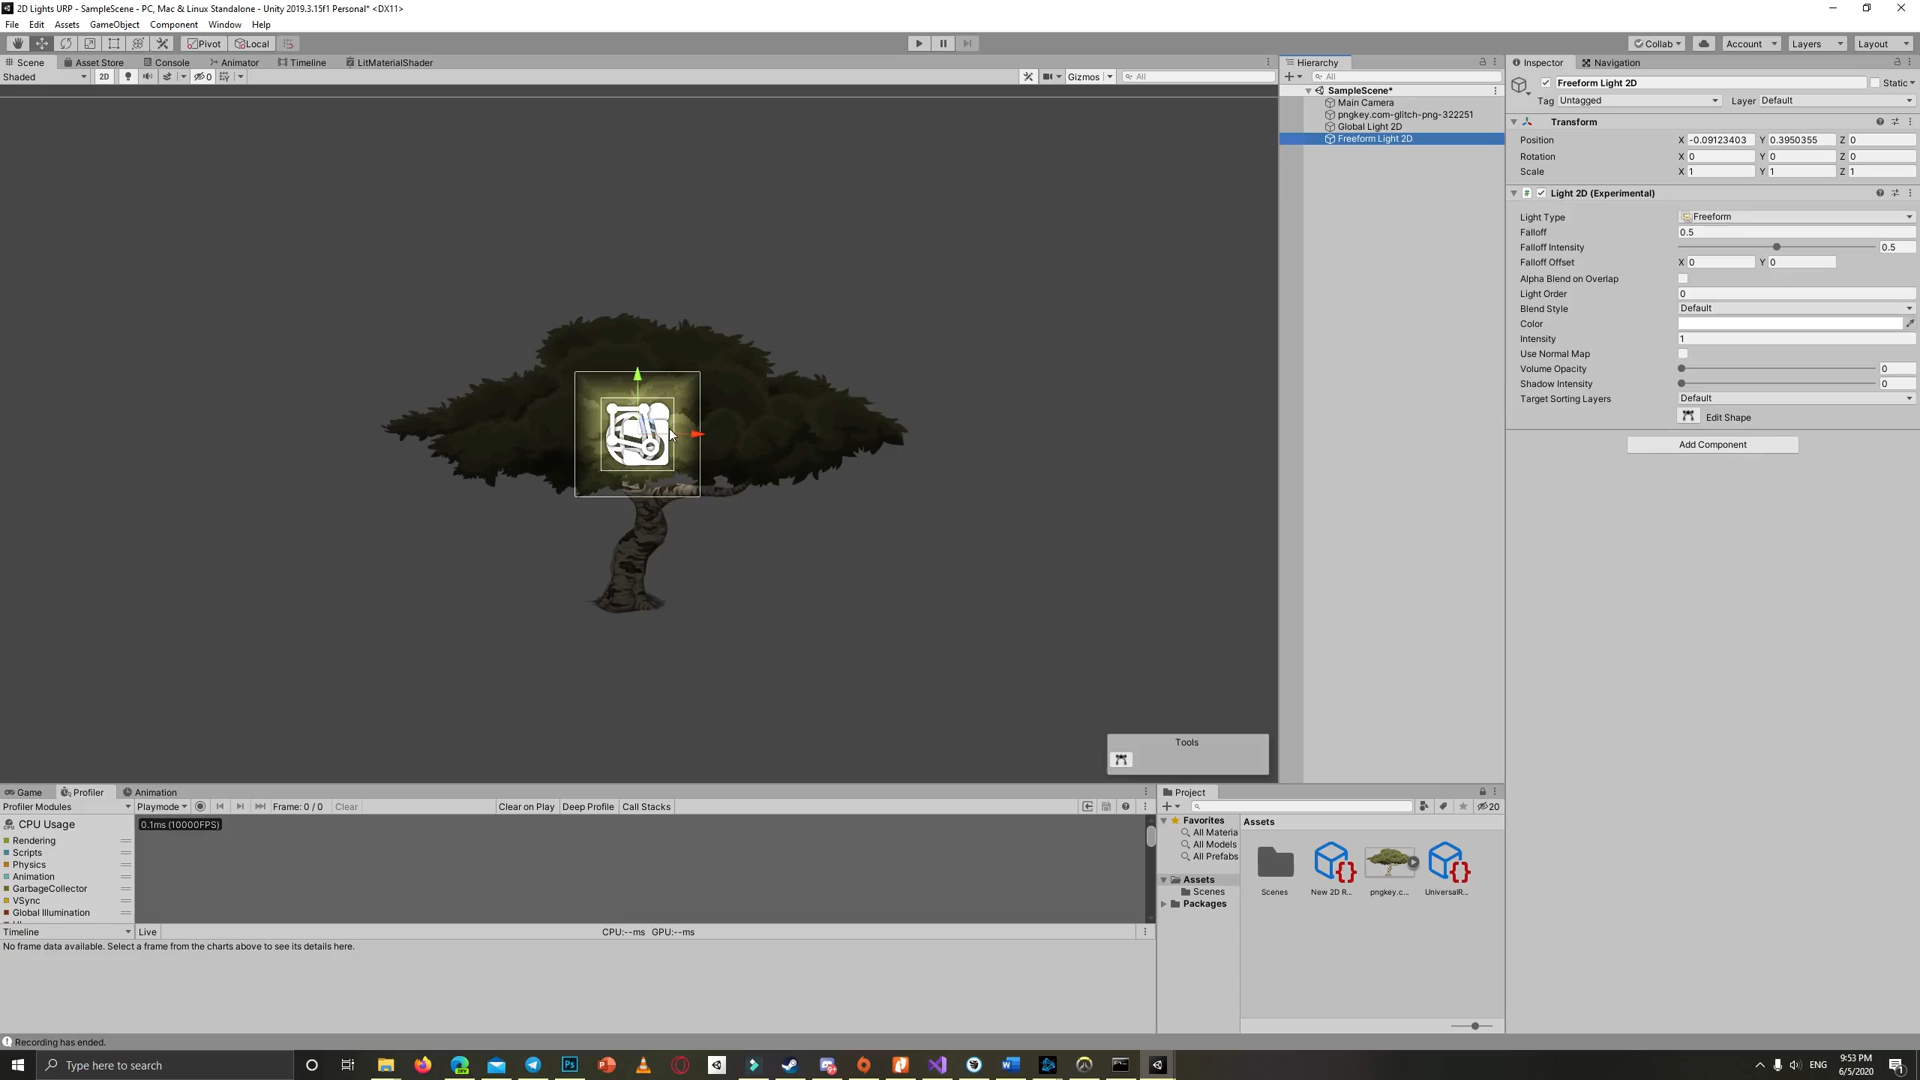 2D Lights URP - SampleScene - PC, Mac & Linux Standalone - Unity 2019.3.15f1 Personal* <DX11>
File Edit Assets GameObject Component Window Help
Pivot Local
Collab Account Layers Layout
Scene Asset Store Console Animator Timeline LitMaterialShader
Shaded 2D 0 Gizmos All
Hierarchy
All
SampleScene*
Main Camera
pngkey.com-glitch-png-322251
Global Light 2D
Freeform Light 2D
Inspector Navigation
Freeform Light 2D Static
Tag Untagged Layer Default
Transform
Position X -0.09123403 Y 0.3950355 Z 0
Rotation X 0 Y 0 Z 0
Scale X 1 Y 1 Z 1
# Light 2D (Experimental)
Light Type Freeform
Falloff 0.5
Falloff Intensity 0.5
Falloff Offset X 0 Y 0
Alpha Blend on Overlap
Light Order 0
Blend Style Default
Color
Intensity 1
Use Normal Map
Volume Opacity 0
Shadow Intensity 0
Target Sorting Layers Default
Edit Shape
Add Component
Tools
Game Profiler Animation
Profiler Modules Playmode Frame: 0 / 0 Clear Clear on Play Deep Profile Call Stacks
CPU Usage 0.1ms (10000FPS)
Rendering
Scripts
Physics
Animation
GarbageCollector
VSync
Global Illumination
Timeline Live CPU:--ms GPU:--ms
No frame data available. Select a frame from the charts above to see its details here.
Project
20
Favorites
All Materia
All Models
All Prefabs
Assets
Scenes
Packages
Assets
Scenes New 2D R... pngkey.c... UniversalR...
Recording has ended.
Type here to search
ENG
9:53 PM
6/5/2020